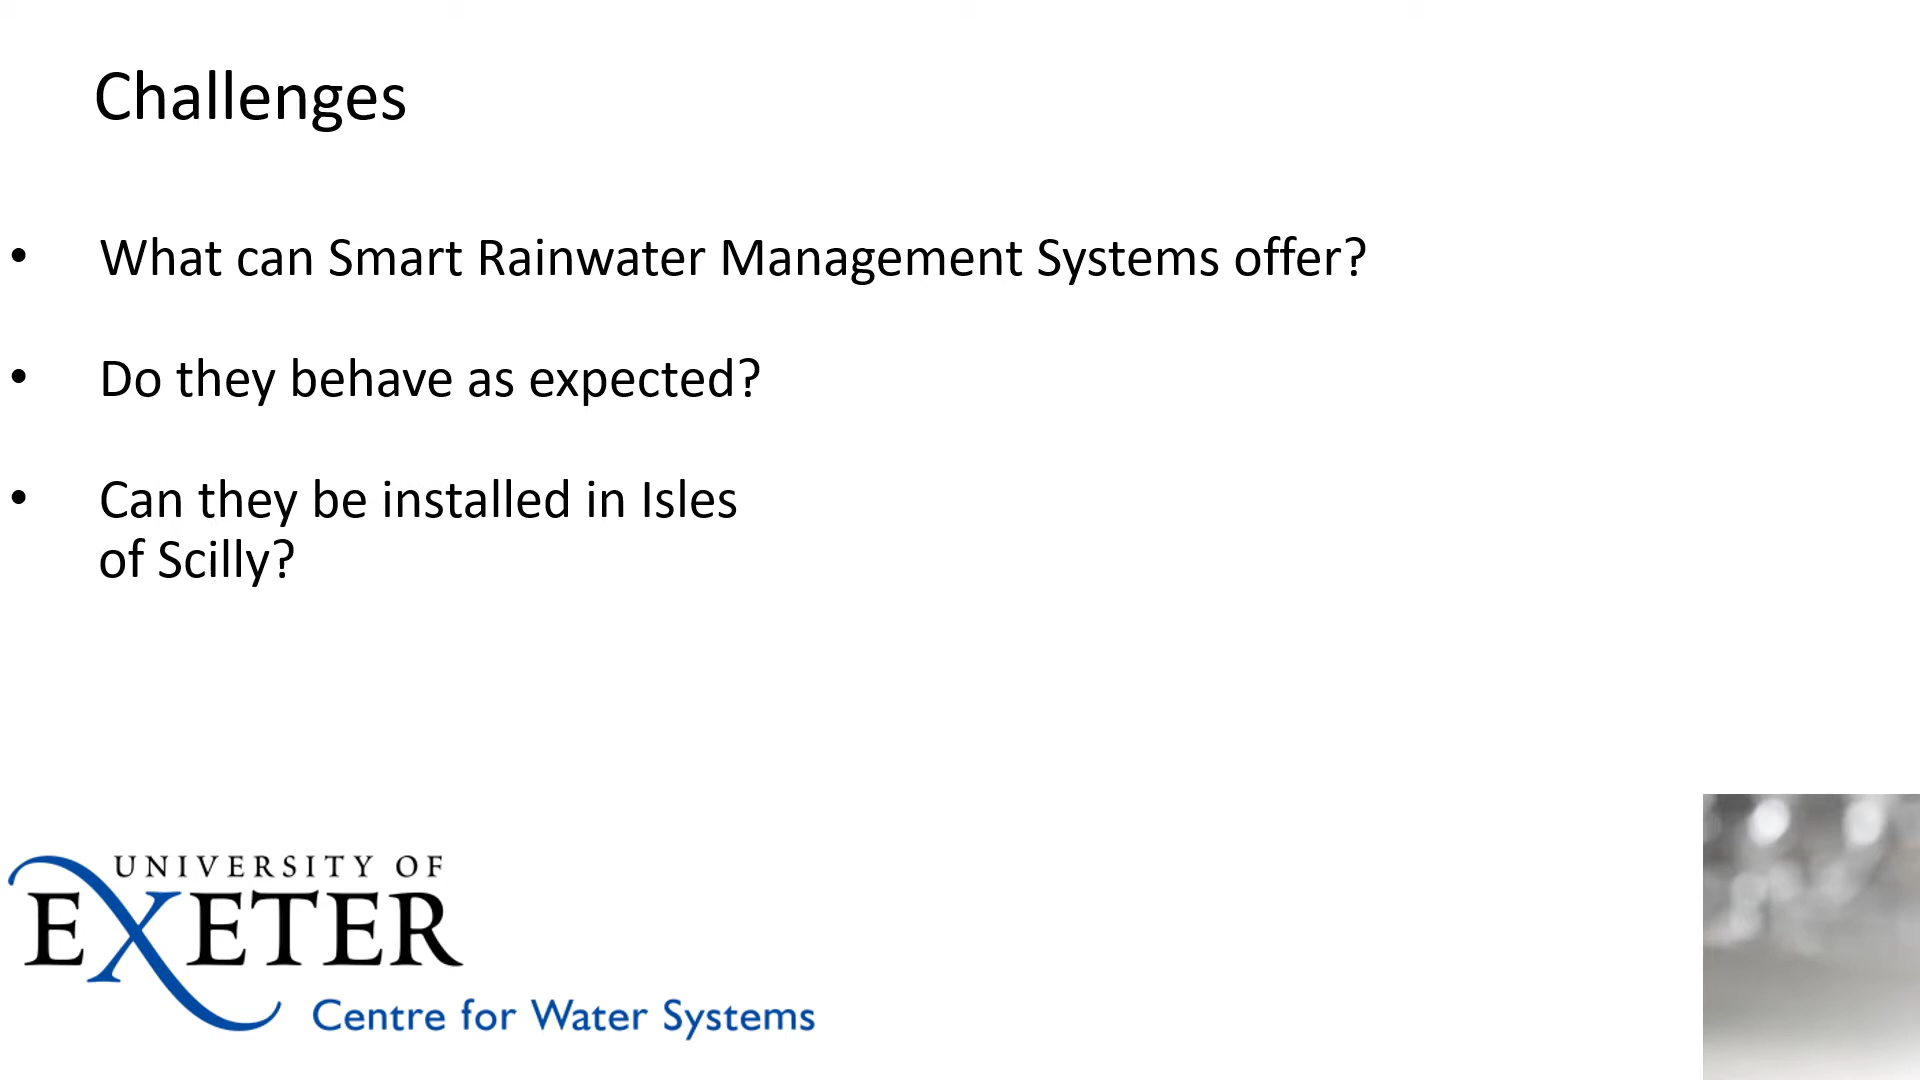 Challenges
• What can Smart Rainwater Management Systems offer?
• Do they behave as expected?
• Can they be installed in Isles
of Scilly?
UNIVERSITY OF
EXETER
Centre for Water Systems